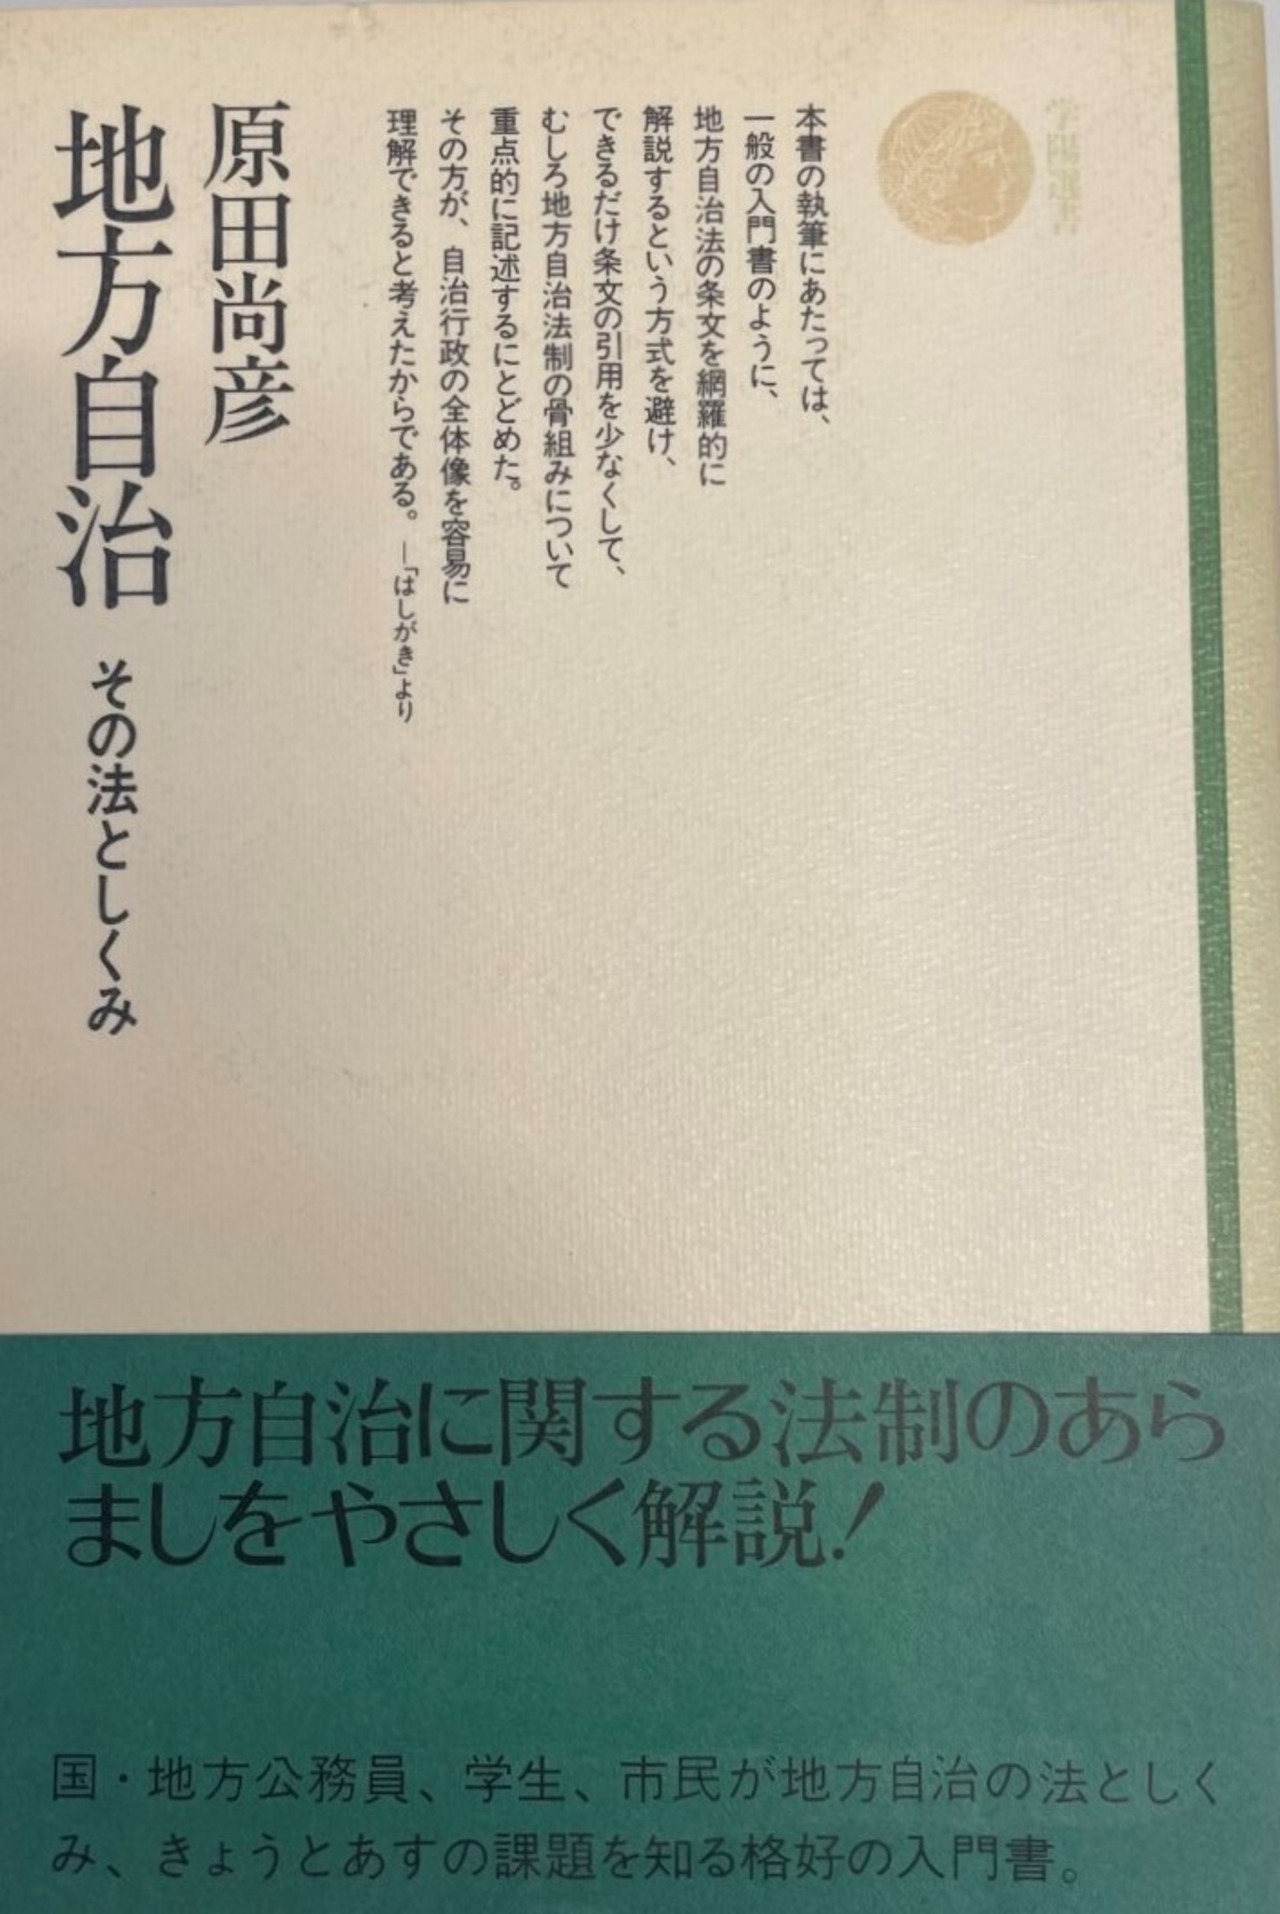 学陽選書
本書の執筆にあたっては、
一般の入門書のように、
地方自治法の条文を網羅的に
解説するという方式を避け、
できるだけ条文の引用を少なくして、
むしろ地方自治法制の骨組みについて
重点的に記述するにとどめた。
その方が、自治行政の全体像を容易に
理解できると考えたからである。―「はしがき」より
原田尚彦
地方自治 その法としくみ
地方自治に関する法制のあら
ましをやさしく解説!
国・地方公務員、学生、市民が地方自治の法としく
み、きょうとあすの課題を知る格好の入門書。